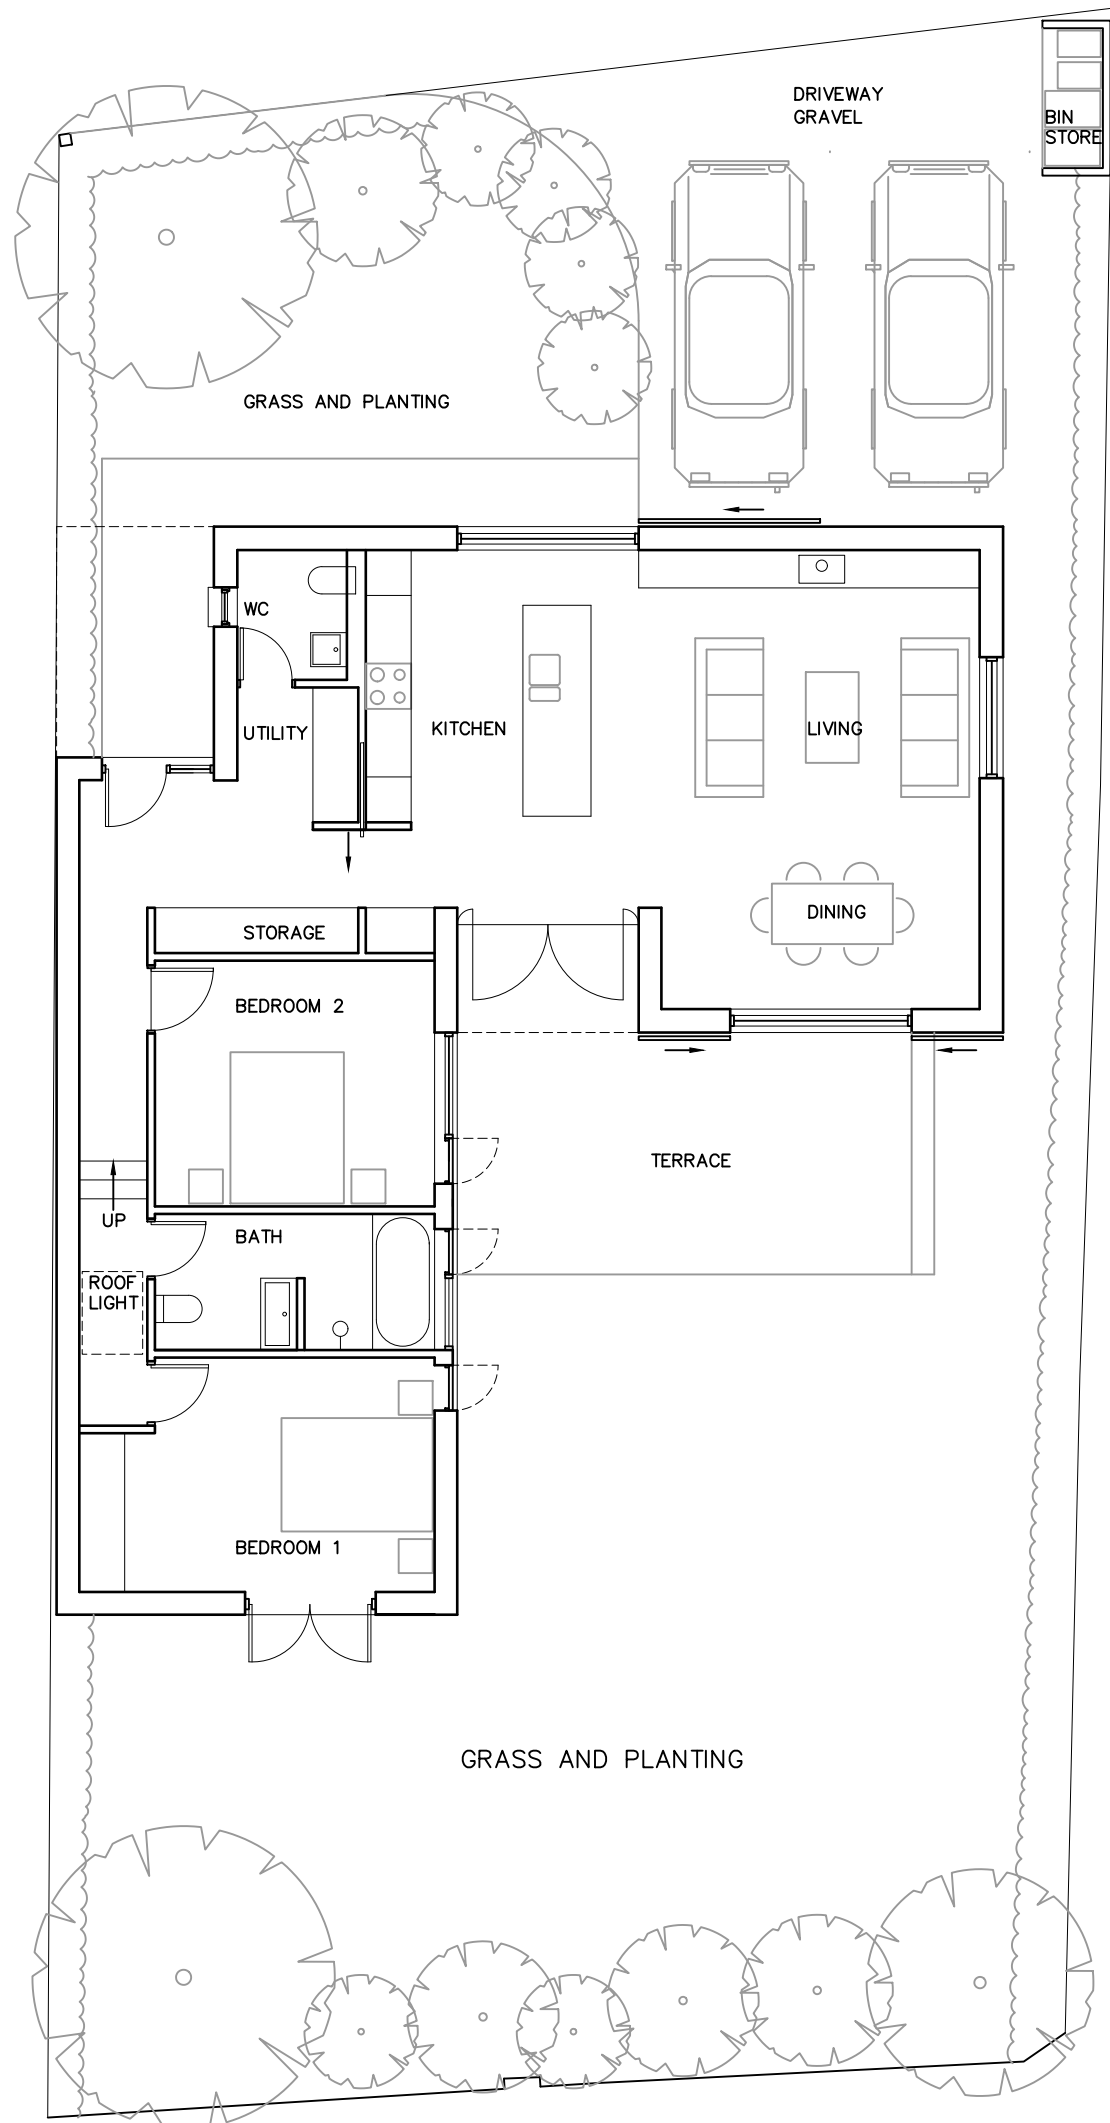 DRIVEWAY
GRAVEL
BIN
STORE
GRASS AND PLANTING
WC
UTILITY
KITCHEN
LIVING
DINING
STORAGE
BEDROOM 2
TERRACE
UP
BATH
ROOF
LIGHT
BEDROOM 1
GRASS AND PLANTING